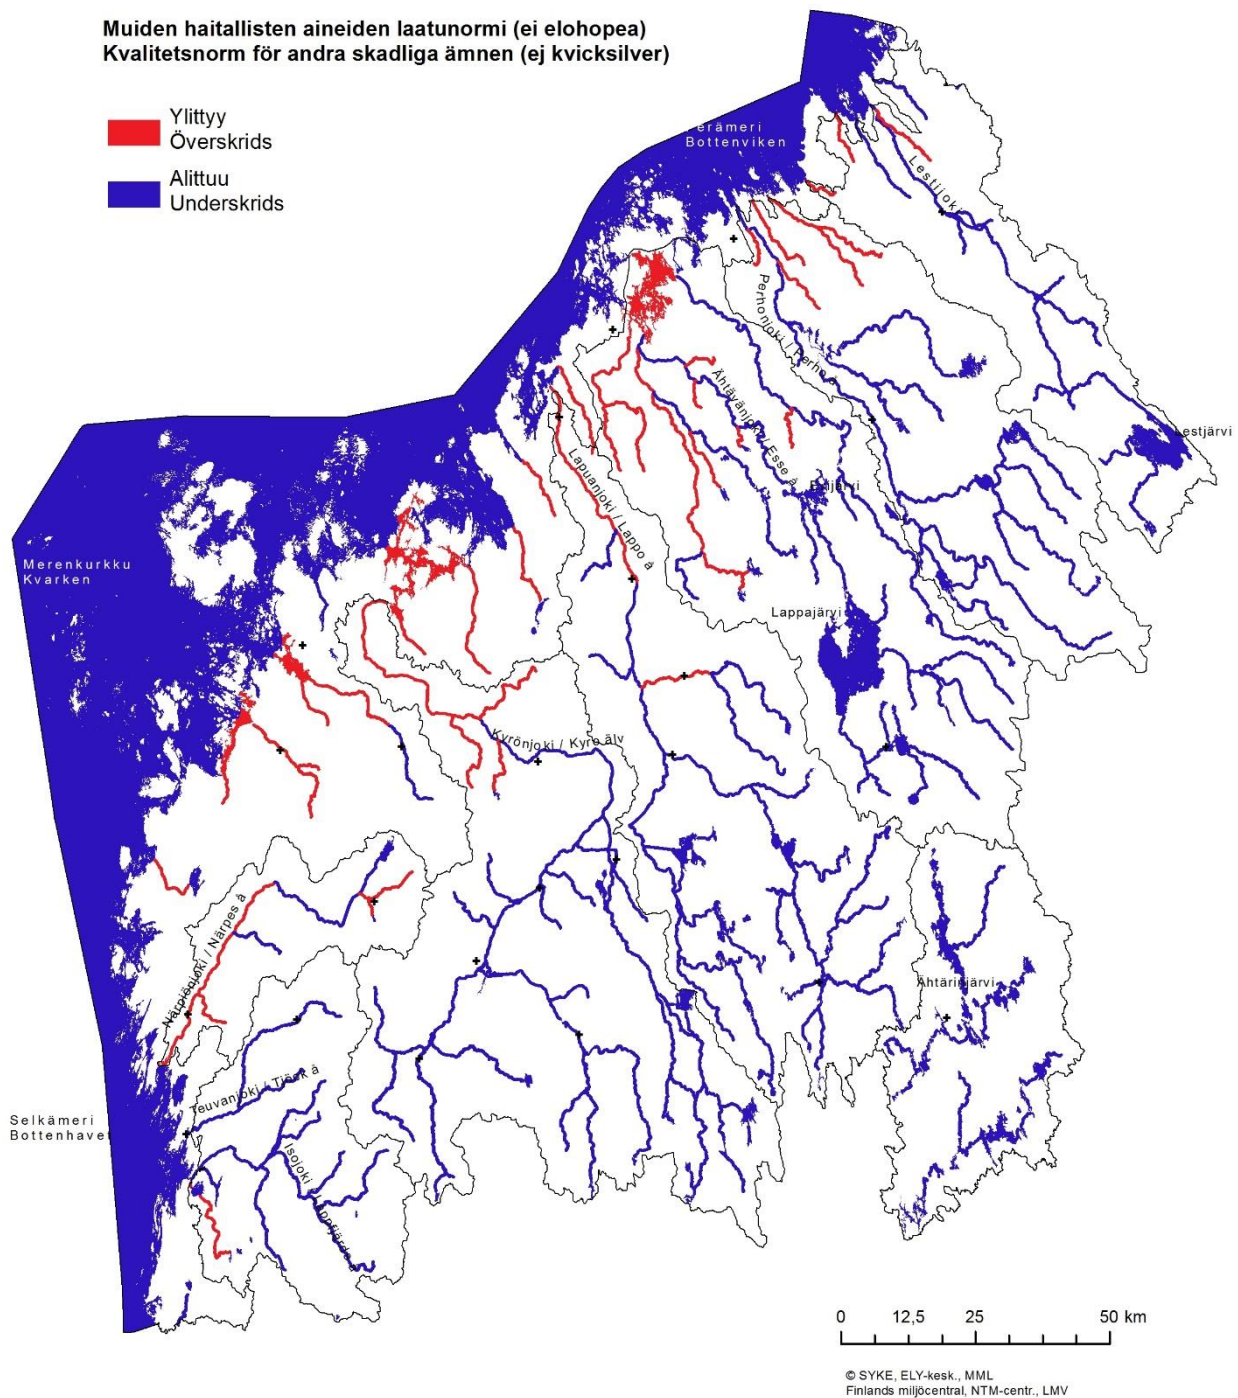 Muiden haitallisten aineiden laatunormi (ei elohopea)
Kvalitetsnorm för andra skadliga ämnen (ej kvicksilver)
Ylittyy
Överskrids
Alittuu
Underskrids
Perämeri
Bottenviken
Lestijoki
Perhonjoki / Perho å
Ähtävänjoki / Esse å
Lestjärvi
Lapuanjoki / Lappo å
Evijärvi
Merenkurkku
Kvarken
Lappajärvi
Kyrönjoki / Kyro älv
Närpiönjoki / Närpes å
Ähtärinjärvi
Teuvanjoki / Tjöck å
Selkämeri
Bottenhavet
Isojoki / Lappfjärds å
0 12,5 25 50 km
© SYKE, ELY-kesk., MML
Finlands miljöcentral, NTM-centr., LMV